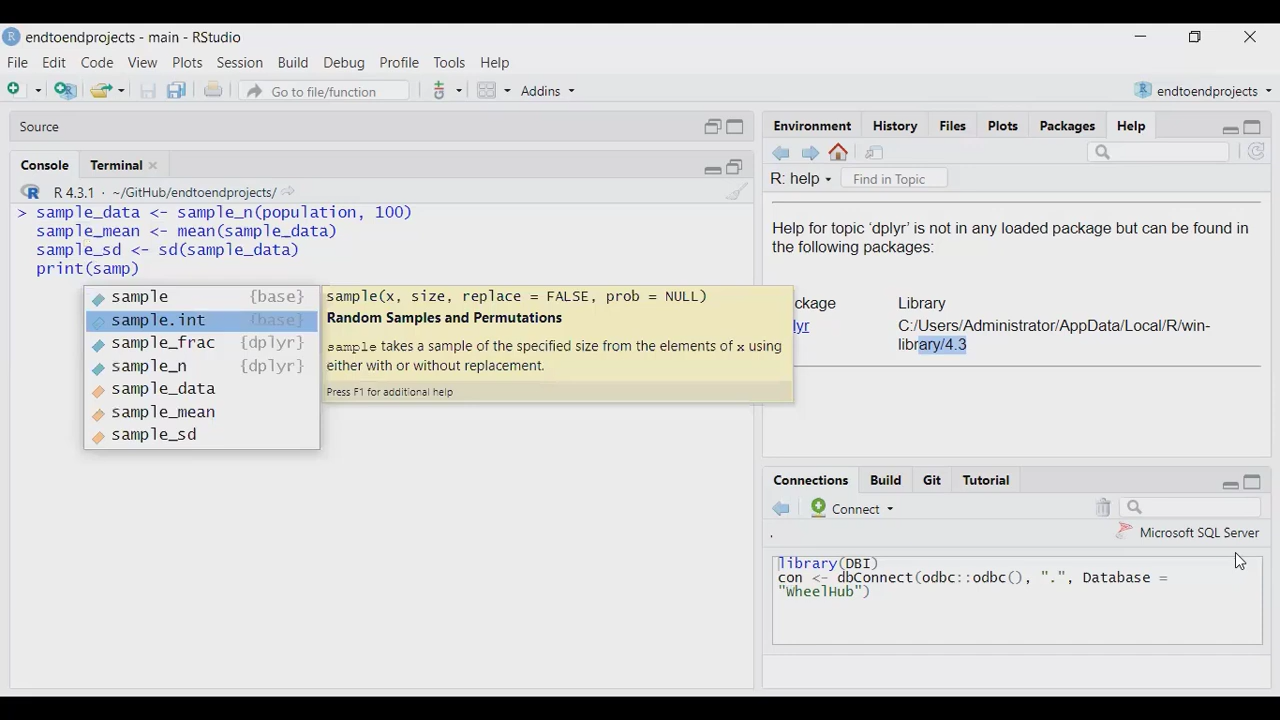 endtoendprojects - main - RStudio
File Edit Code View Plots Session Build Debug Profile Tools Help
Go to file/function Addins endtoendprojects
Source
Console Terminal
R 4.3.1 · ~/GitHub/endtoendprojects/
> sample_data <- sample_n(population, 100)
sample_mean <- mean(sample_data)
sample_sd <- sd(sample_data)
print(samp)
sample {base}
sample.int {base}
sample_frac {dplyr}
sample_n {dplyr}
sample_data
sample_mean
sample_sd
sample(x, size, replace = FALSE, prob = NULL)
Random Samples and Permutations
sample takes a sample of the specified size from the elements of x using
either with or without replacement.
Press F1 for additional help
Environment History Files Plots Packages Help
R: help Find in Topic
Help for topic ‘dplyr’ is not in any loaded package but can be found in
the following packages:
ckage Library
lyr C:/Users/Administrator/AppData/Local/R/win-
library/4.3
Connections Build Git Tutorial
Connect
. Microsoft SQL Server
library(DBI)
con <- dbConnect(odbc::odbc(), ".", Database =
"WheelHub")